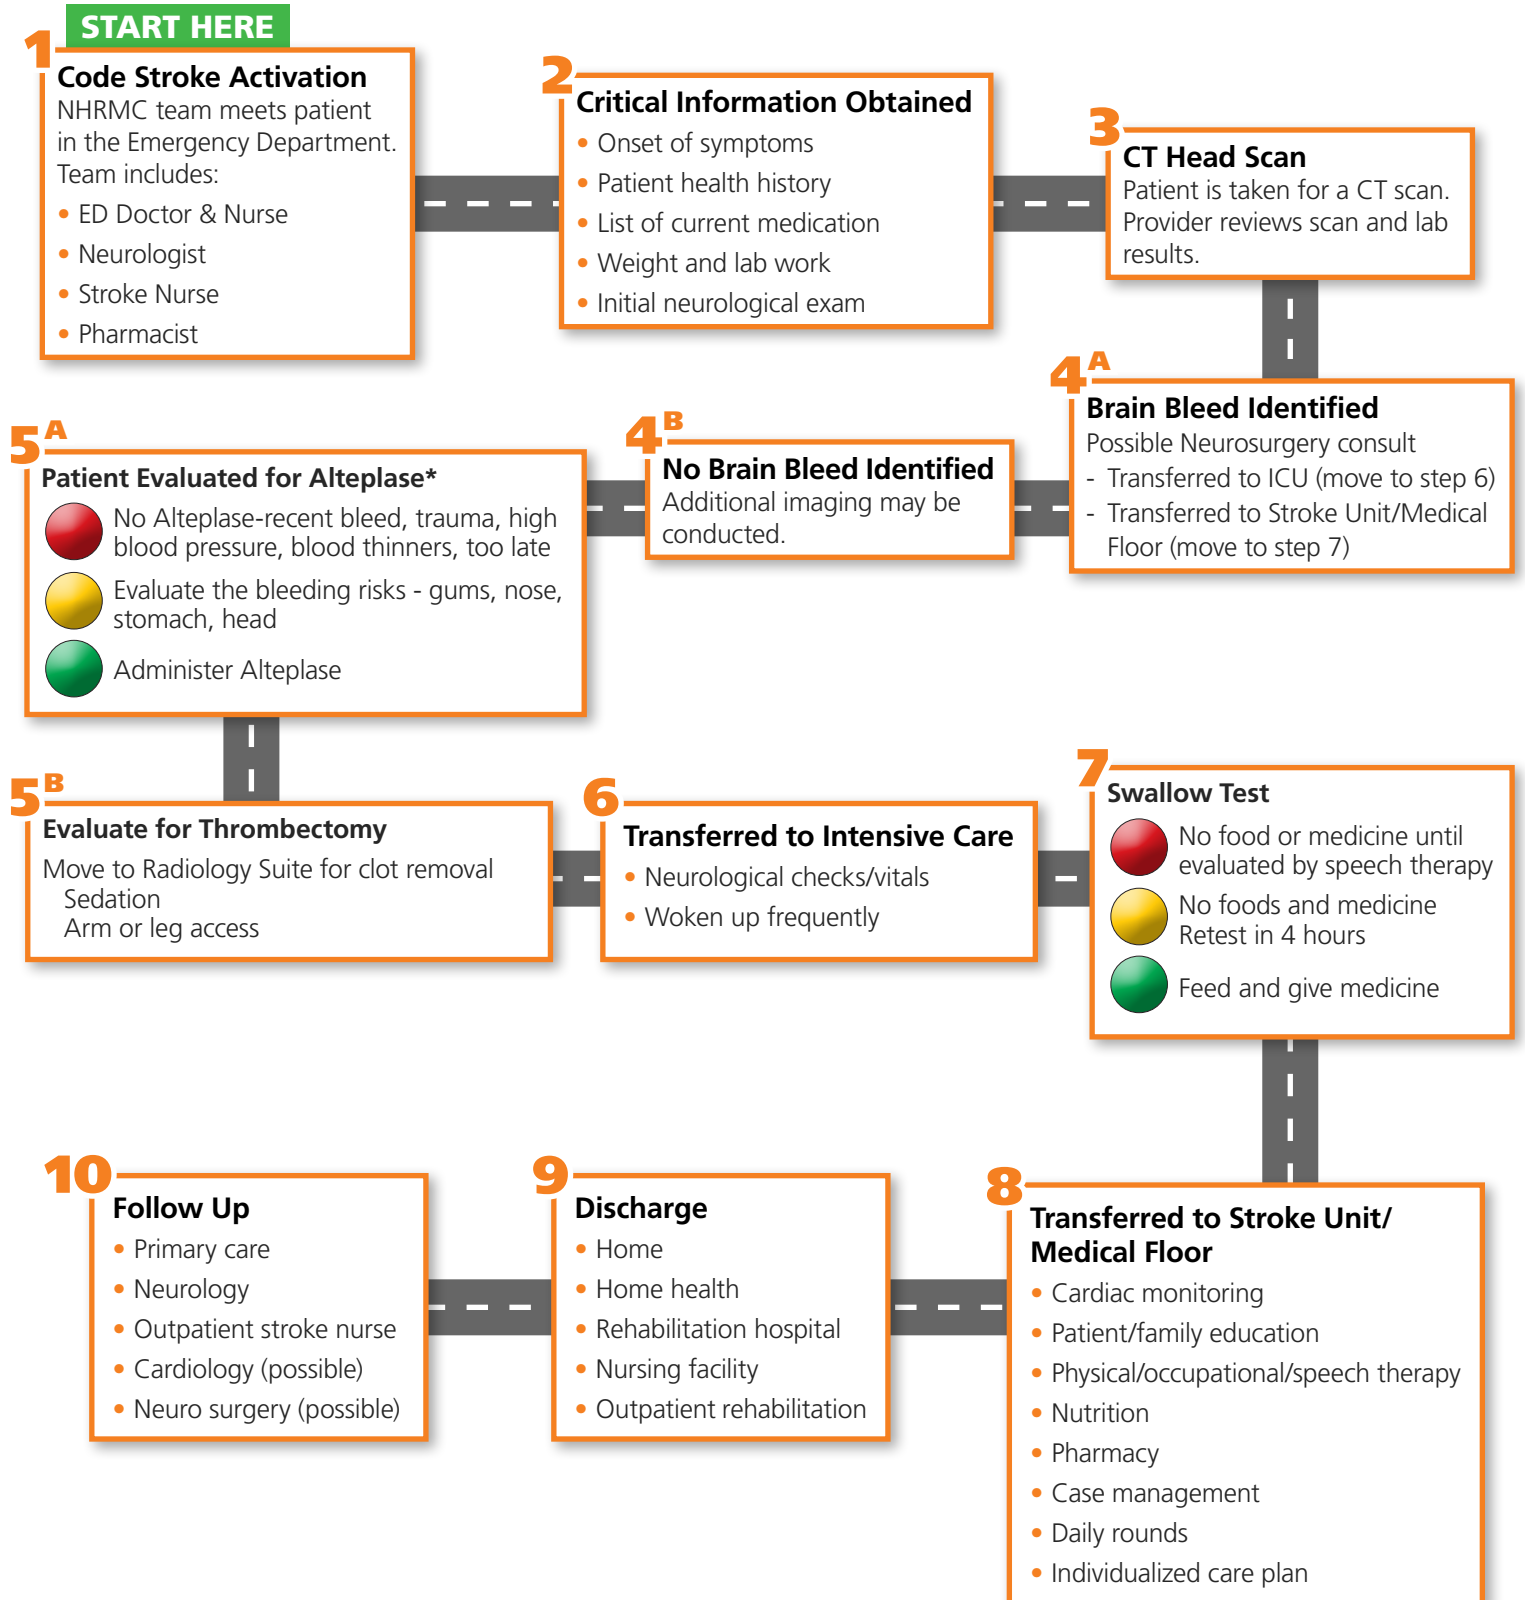 START HERE
1
Code Stroke Activation
NHRMC team meets patient
in the Emergency Department.
Team includes:
• ED Doctor & Nurse
• Neurologist
• Stroke Nurse
• Pharmacist
2
Critical Information Obtained
• Onset of symptoms
• Patient health history
• List of current medication
• Weight and lab work
• Initial neurological exam
3
CT Head Scan
Patient is taken for a CT scan.
Provider reviews scan and lab
results.
4A
Brain Bleed Identified
Possible Neurosurgery consult
- Transferred to ICU (move to step 6)
- Transferred to Stroke Unit/Medical
Floor (move to step 7)
4B
No Brain Bleed Identified
Additional imaging may be
conducted.
5A
Patient Evaluated for Alteplase*
No Alteplase-recent bleed, trauma, high
blood pressure, blood thinners, too late
Evaluate the bleeding risks - gums, nose,
stomach, head
Administer Alteplase
5B
Evaluate for Thrombectomy
Move to Radiology Suite for clot removal
Sedation
Arm or leg access
6
Transferred to Intensive Care
• Neurological checks/vitals
• Woken up frequently
7
Swallow Test
No food or medicine until
evaluated by speech therapy
No foods and medicine
Retest in 4 hours
Feed and give medicine
8
Transferred to Stroke Unit/
Medical Floor
• Cardiac monitoring
• Patient/family education
• Physical/occupational/speech therapy
• Nutrition
• Pharmacy
• Case management
• Daily rounds
• Individualized care plan
9
Discharge
• Home
• Home health
• Rehabilitation hospital
• Nursing facility
• Outpatient rehabilitation
10
Follow Up
• Primary care
• Neurology
• Outpatient stroke nurse
• Cardiology (possible)
• Neuro surgery (possible)